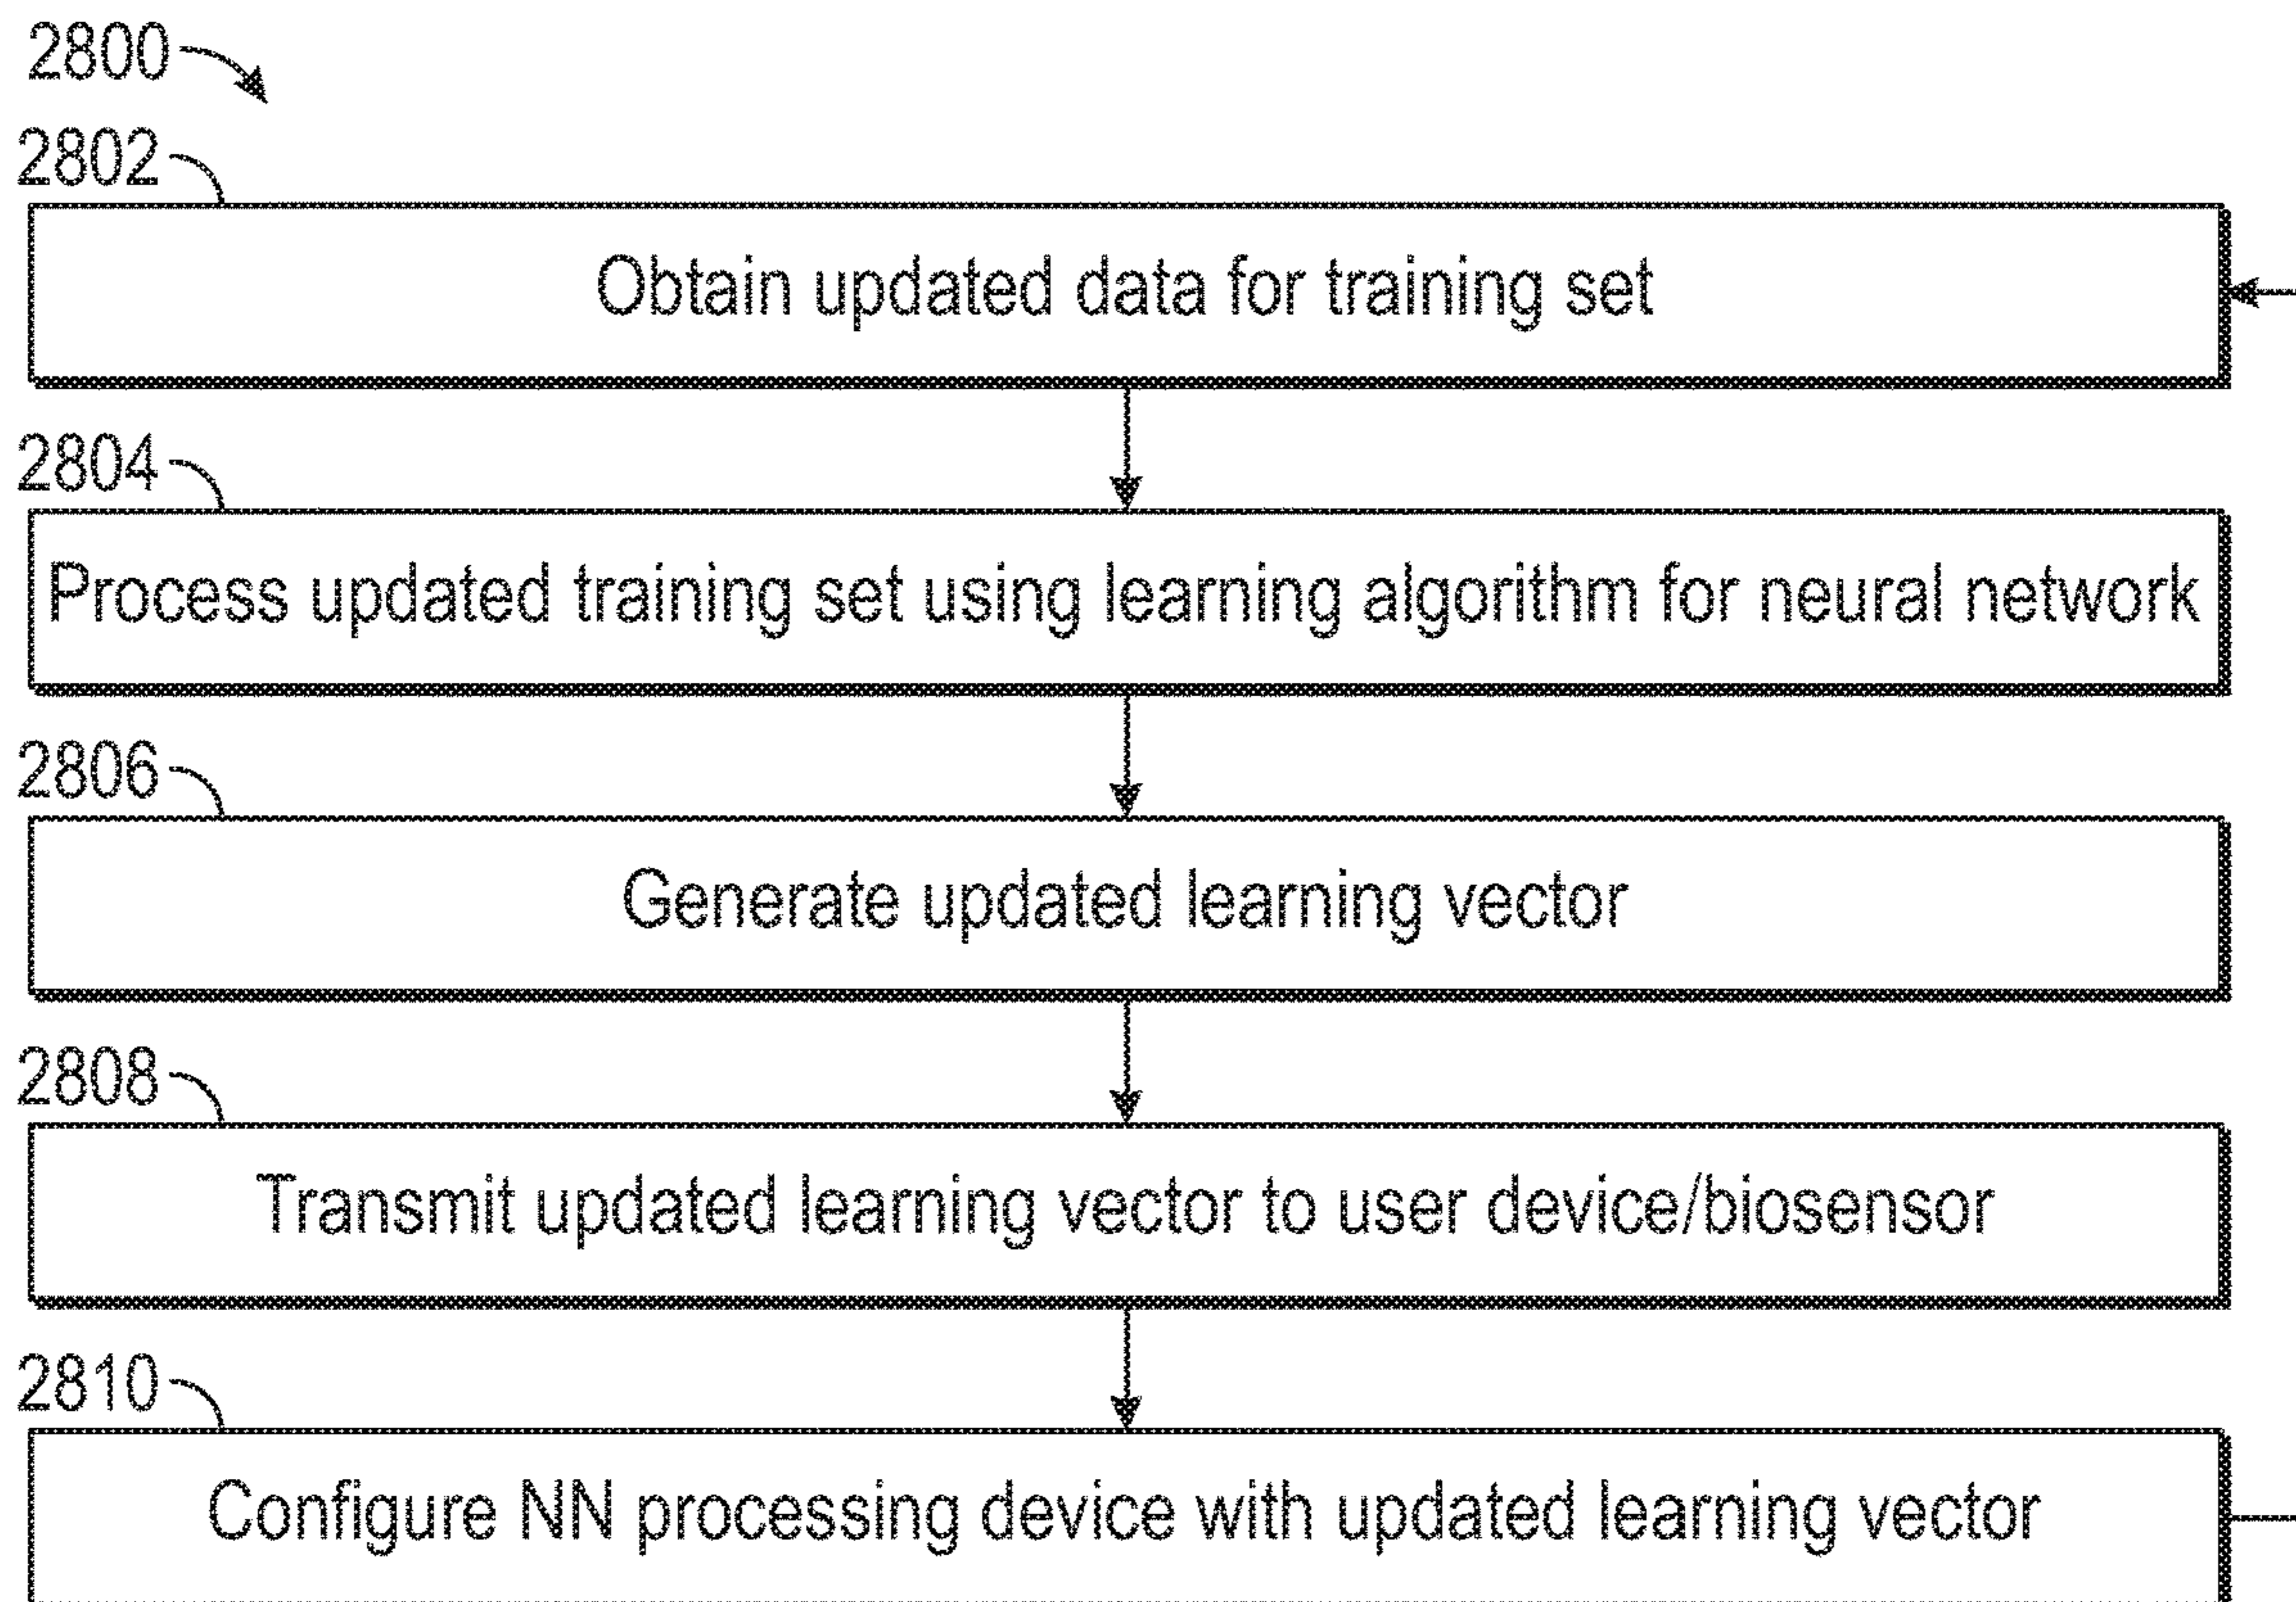 2800
2802
Obtain updated data for training set
2804
Process updated training set using learning algorithm for neural network
2806
Generate updated learning vector
2808
Transmit updated learning vector to user device/biosensor
2810
Configure NN processing device with updated learning vector